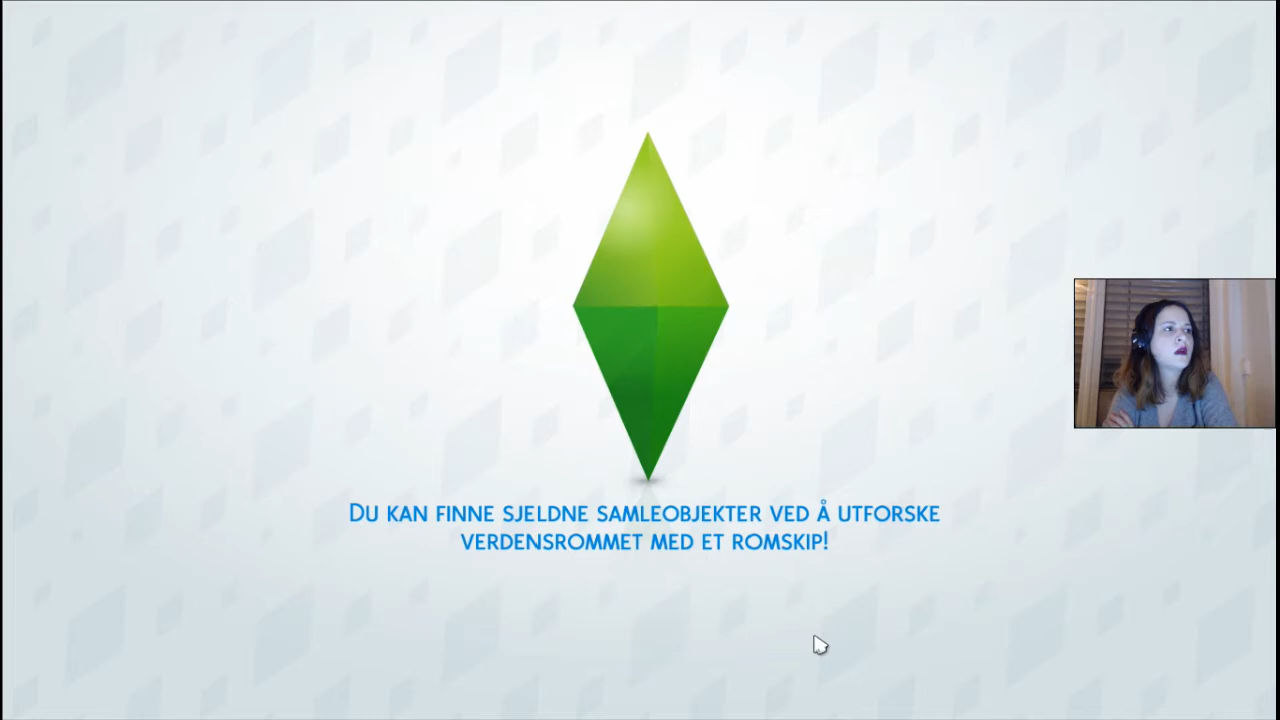 Du kan finne sjeldne samleobjekter ved å utforske
verdensrommet med et romskip!